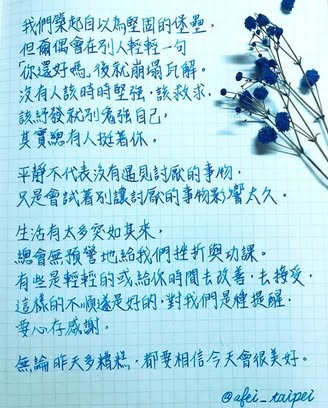 我們築起自以為堅固的堡壘,
但爾偶會在別人輕輕一句
「你還好嗎」後就崩塌瓦解。
沒有人該時時堅強,該救求、
該紓發就別勉強自己,
其實總有人挺著你。
平靜不代表沒有遇見討厭的事物,
只是會試著別讓討厭的事物影響太久。
生活有太多突如其來,
總會無預警地給我們挫折與功課。
有些是輕輕的或給你時間去改善,去接受,
這樣的不順遂是好的,對我們是種提醒,
要心存感謝。
無論昨天多糟糕,都要相信今天會很美好。
@afei_taipei